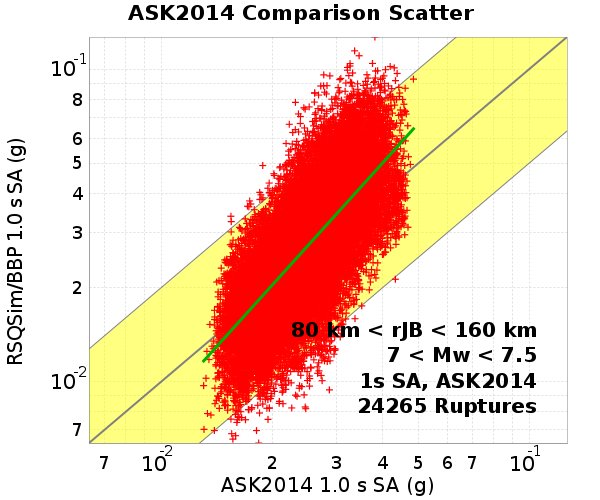 ASK2014 Comparison Scatter
RSQSim/BBP 1.0 s SA (g)
10-1
8
6
5
4
3
2
10-2
7
80 km < rJB < 160 km
7 < Mw < 7.5
1s SA, ASK2014
24265 Ruptures
7 10-2 2 3 4 5 6 7 8 10-1
ASK2014 1.0 s SA (g)